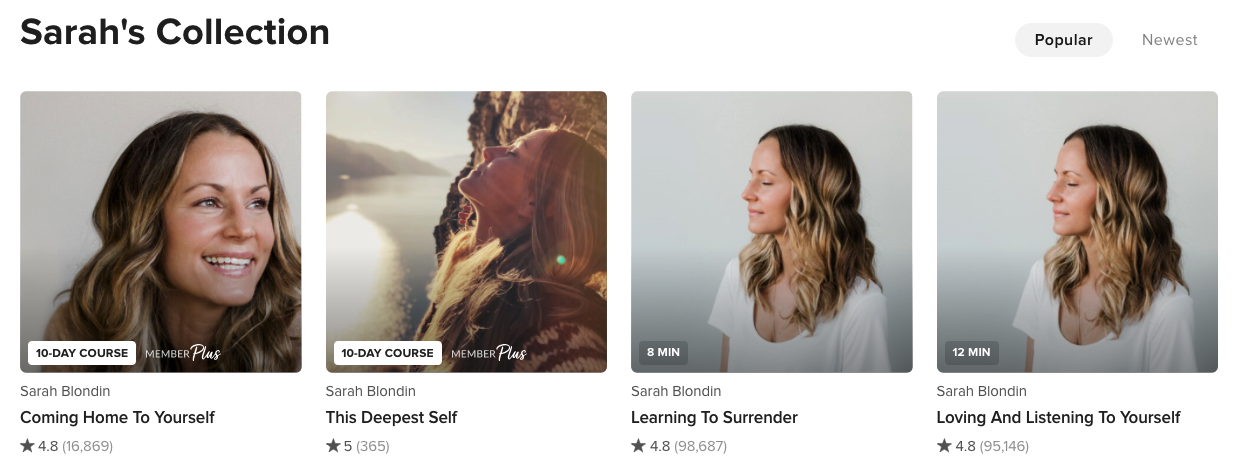 Sarah's Collection
Popular
Newest
10-DAY COURSE MEMBER Plus
Sarah Blondin
Coming Home To Yourself
4.8 (16,869)
10-DAY COURSE MEMBER Plus
Sarah Blondin
This Deepest Self
5 (365)
8 MIN
Sarah Blondin
Learning To Surrender
4.8 (98,687)
12 MIN
Sarah Blondin
Loving And Listening To Yourself
4.8 (95,146)